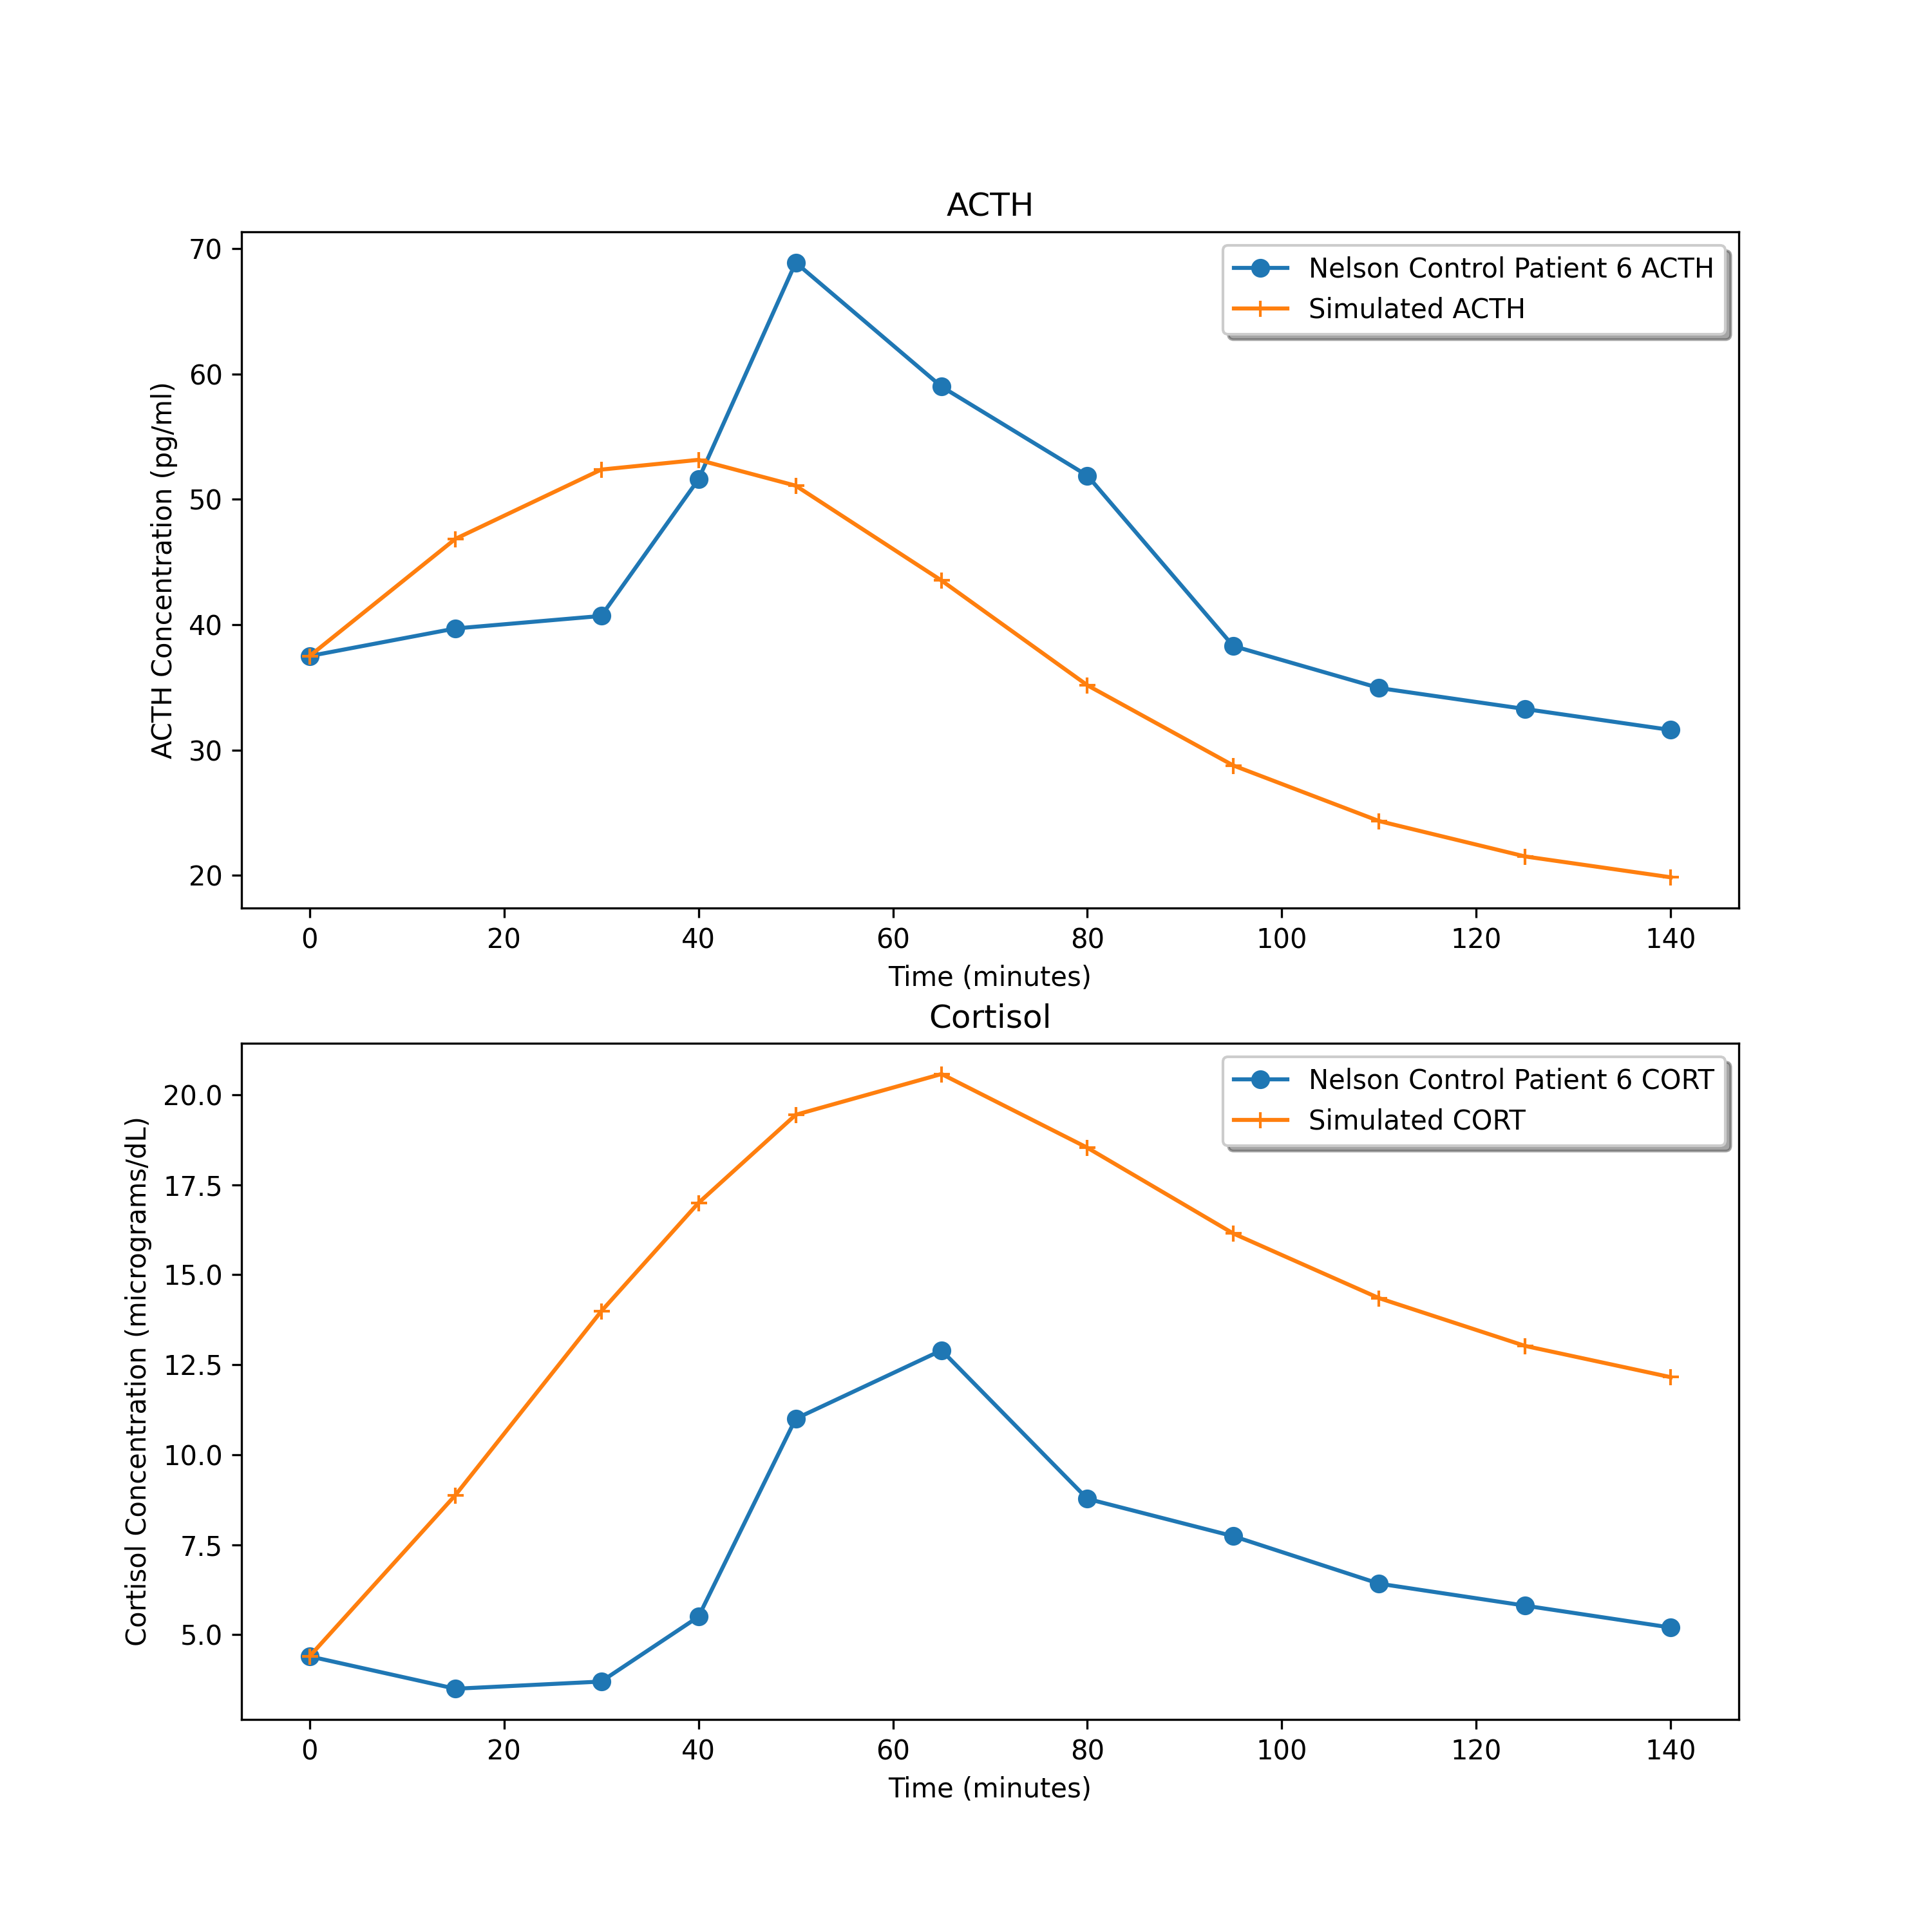 ACTH
70
60
50
40
30
20
ACTH Concentration (pg/ml)
Nelson Control Patient 6 ACTH
Simulated ACTH
0 20 40 60 80 100 120 140
Time (minutes)
Cortisol
20.0
17.5
15.0
12.5
10.0
7.5
5.0
Cortisol Concentration (micrograms/dL)
Nelson Control Patient 6 CORT
Simulated CORT
0 20 40 60 80 100 120 140
Time (minutes)